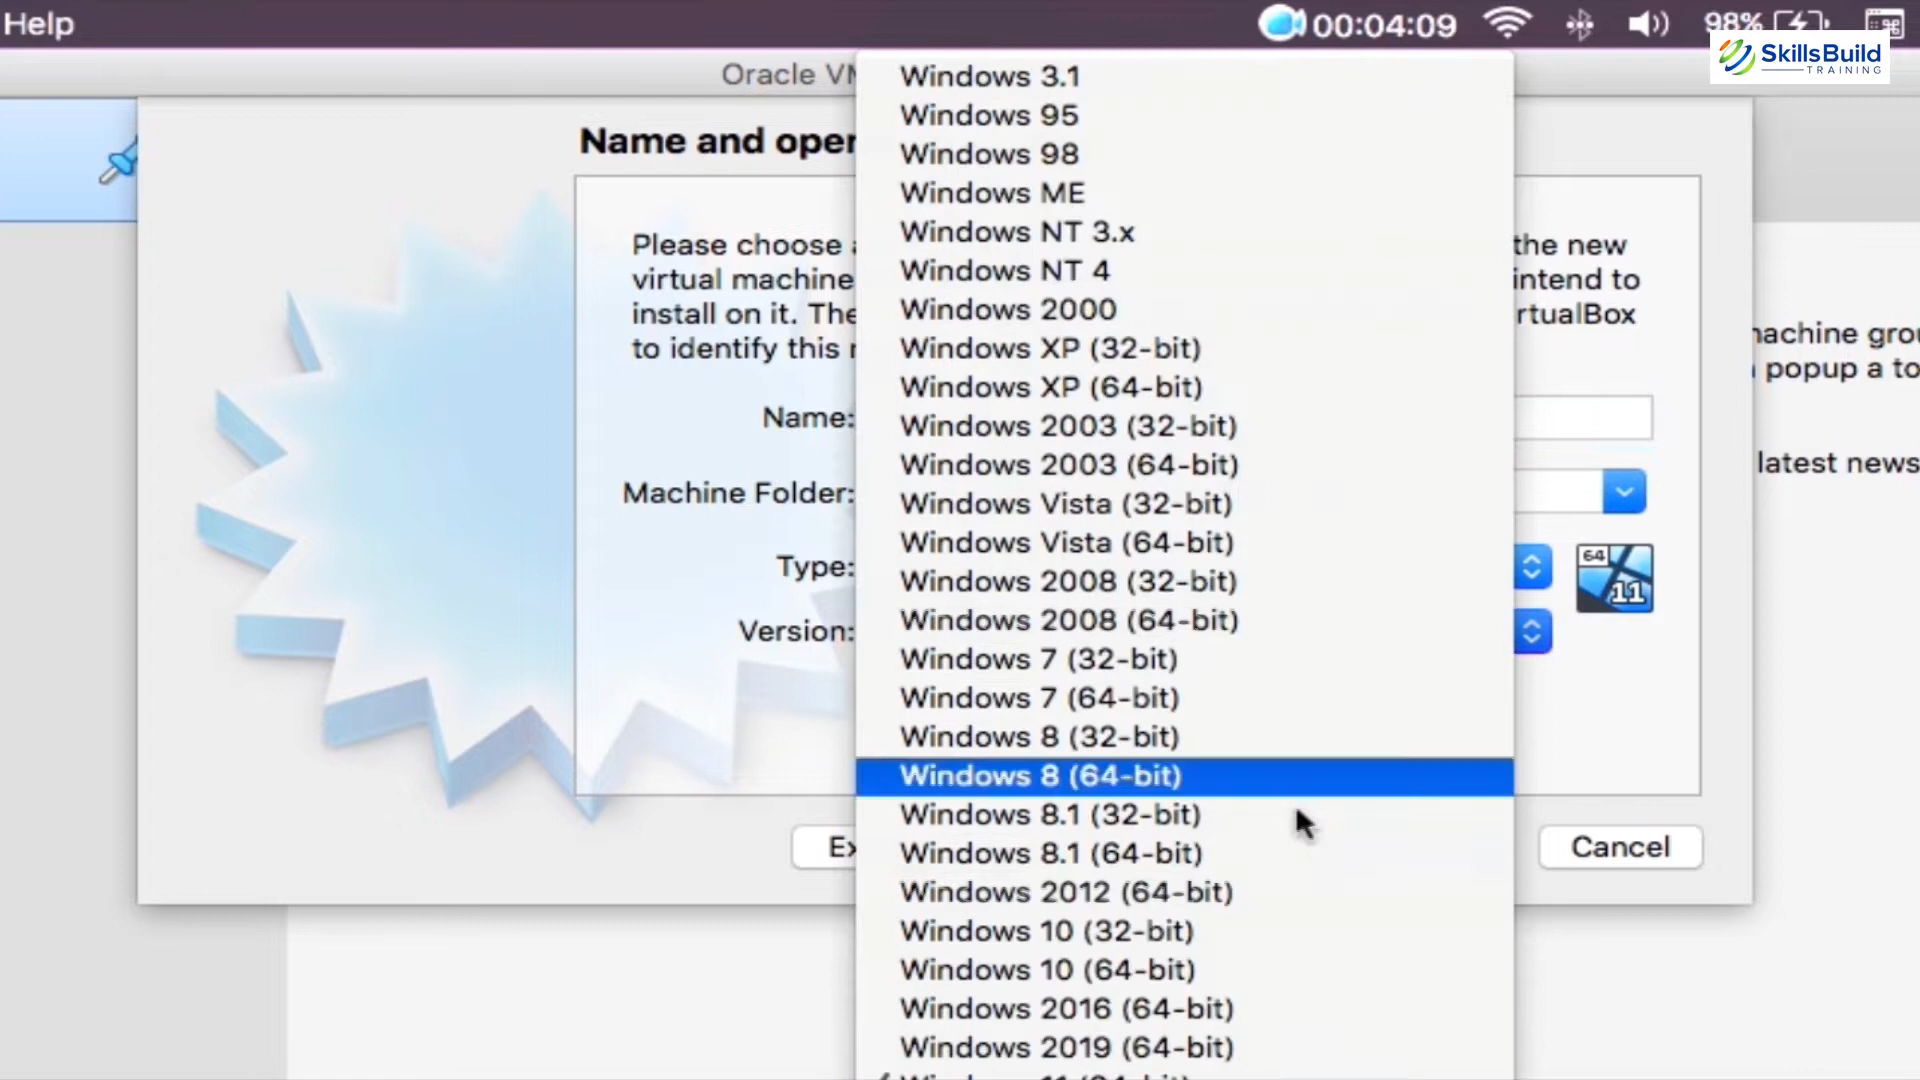 Help
00:04:09
98%
SkillsBuild
TRAINING
Oracle VM
Name and oper
Please choose a
virtual machine
install on it. The
to identify this
the new
intend to
rtualBox
Name:
Machine Folder:
Type:
Version:
64
11
Ex
Cancel
machine grou
popup a to
latest news
Windows 3.1
Windows 95
Windows 98
Windows ME
Windows NT 3.x
Windows NT 4
Windows 2000
Windows XP (32-bit)
Windows XP (64-bit)
Windows 2003 (32-bit)
Windows 2003 (64-bit)
Windows Vista (32-bit)
Windows Vista (64-bit)
Windows 2008 (32-bit)
Windows 2008 (64-bit)
Windows 7 (32-bit)
Windows 7 (64-bit)
Windows 8 (32-bit)
Windows 8 (64-bit)
Windows 8.1 (32-bit)
Windows 8.1 (64-bit)
Windows 2012 (64-bit)
Windows 10 (32-bit)
Windows 10 (64-bit)
Windows 2016 (64-bit)
Windows 2019 (64-bit)